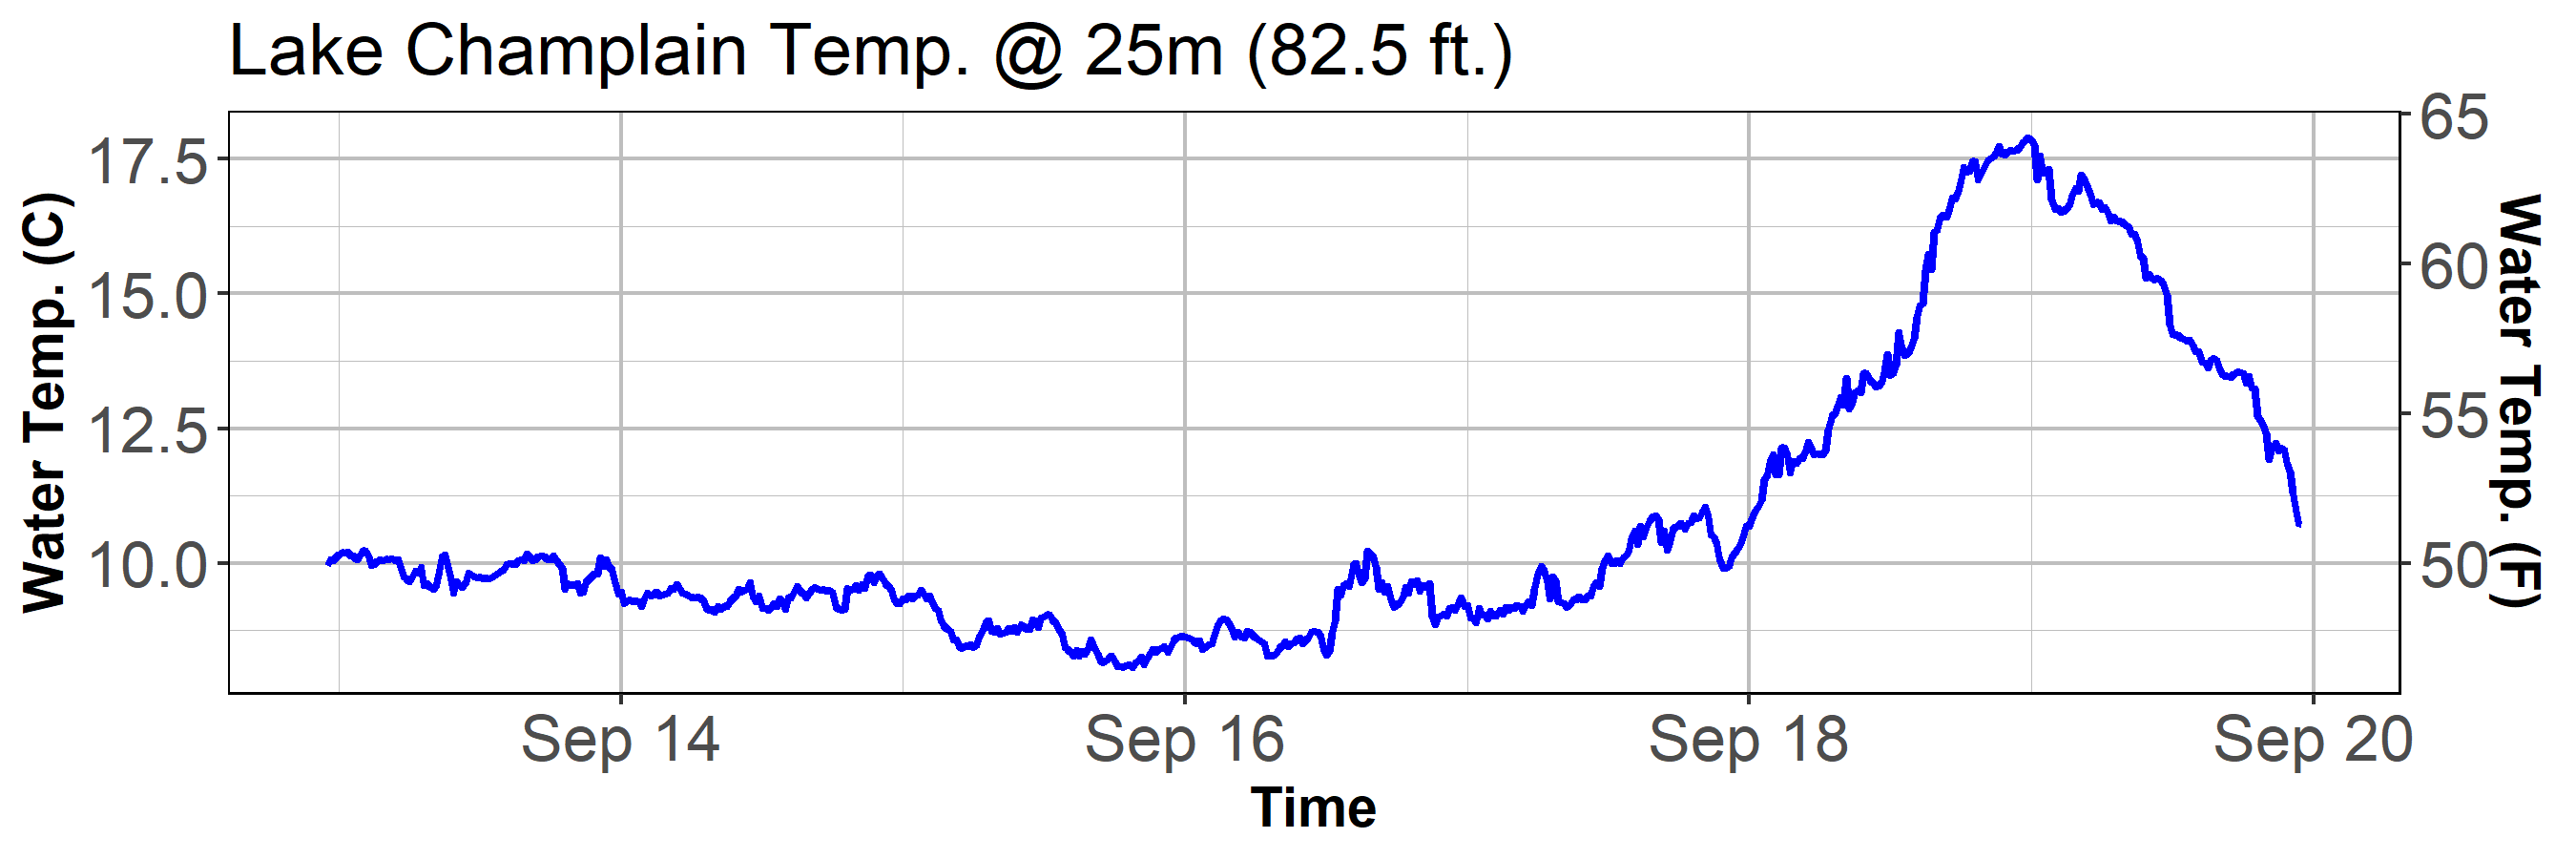 Lake Champlain Temp. @ 25m (82.5 ft.)
Water Temp. (C)
17.5
15.0
12.5
10.0
65
60
55
50
Water Temp. (F)
Sep 14
Sep 16
Sep 18
Sep 20
Time